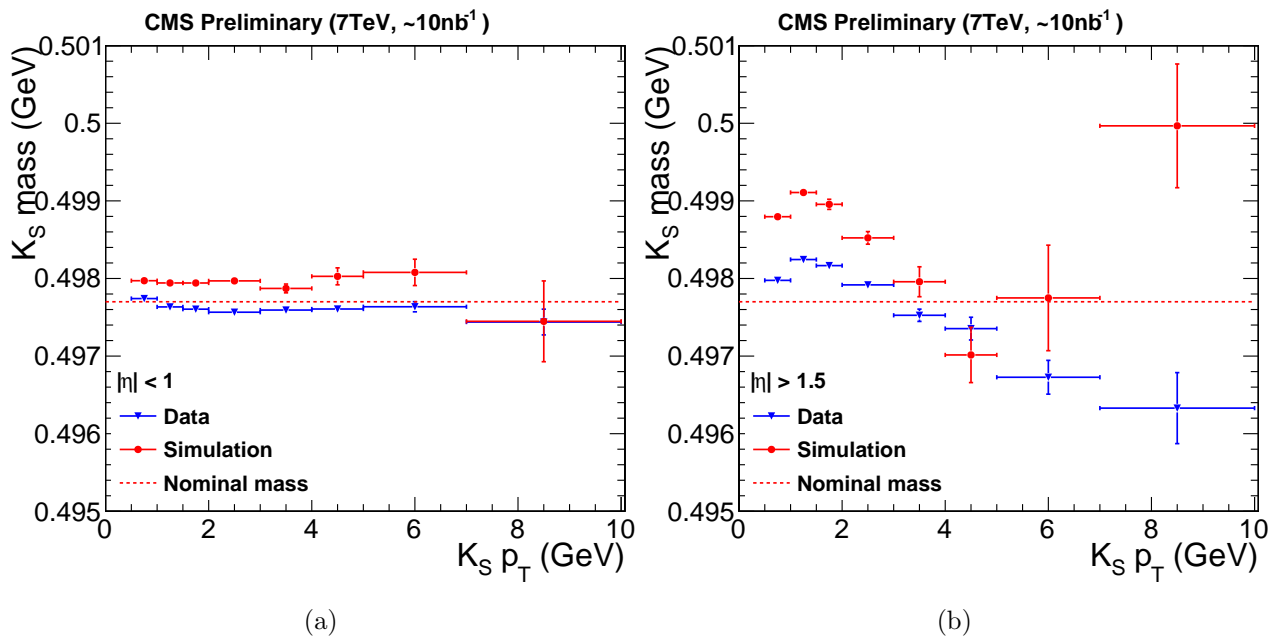 CMS Preliminary (7TeV, ~10nb⁻¹ )
K_S mass (GeV)
0.501
0.5
0.499
0.498
0.497
0.496
0.495
|η| < 1
Data
Simulation
Nominal mass
0 2 4 6 8 10
K_S p_T (GeV)
(a)
CMS Preliminary (7TeV, ~10nb⁻¹ )
K_S mass (GeV)
0.501
0.5
0.499
0.498
0.497
0.496
0.495
|η| > 1.5
Data
Simulation
Nominal mass
0 2 4 6 8 10
K_S p_T (GeV)
(b)